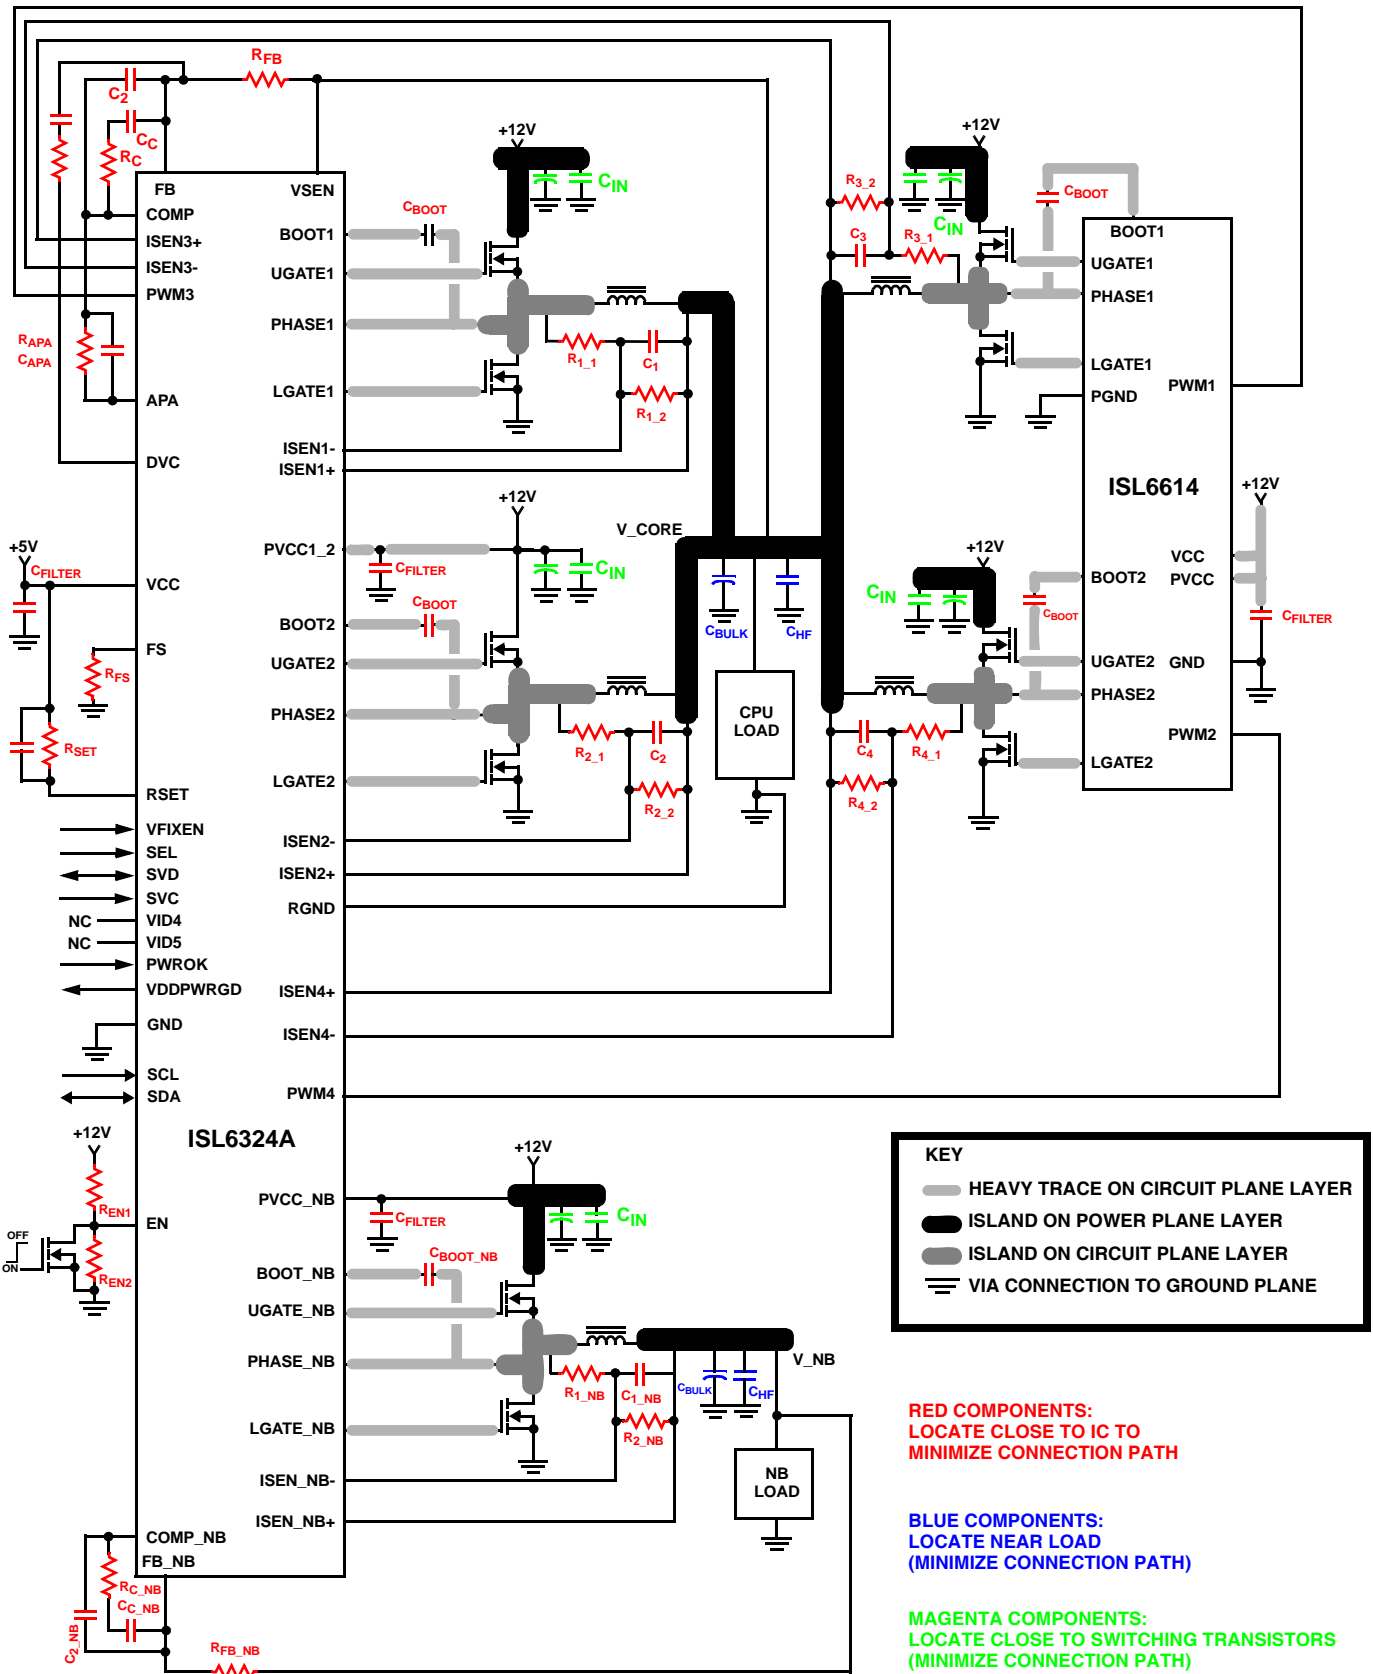 RFB
C2
CC
RC
+12V
+12V
FB
VSEN
COMP
ISEN3+
ISEN3-
PWM3
RAPA
CAPA
APA
DVC
CBOOT
CIN
BOOT1
UGATE1
PHASE1
LGATE1
R1_1
C1
R1_2
ISEN1-
ISEN1+
R3_2
C3
R3_1
CIN
CBOOT
BOOT1
UGATE1
PHASE1
LGATE1
PGND
PWM1
ISL6614
+12V
+12V
V_CORE
PVCC1_2
CFILTER
CIN
+5V
CFILTER
VCC
FS
RFS
RSET
RSET
CBOOT
BOOT2
UGATE2
PHASE2
LGATE2
R2_1
C2
R2_2
ISEN2-
ISEN2+
RGND
CBULK
CHF
CPU
LOAD
+12V
CIN
CBOOT
VCC
PVCC
BOOT2
CFILTER
UGATE2
GND
PHASE2
PWM2
LGATE2
C4
R4_1
R4_2
VFIXEN
SEL
SVD
SVC
NC
VID4
NC
VID5
PWROK
VDDPWRGD
GND
SCL
SDA
ISEN4+
ISEN4-
PWM4
ISL6324A
+12V
REN1
EN
OFF
ON
REN2
+12V
PVCC_NB
CFILTER
CIN
CBOOT_NB
BOOT_NB
UGATE_NB
PHASE_NB
LGATE_NB
R1_NB
C1_NB
R2_NB
CBULK
CHF
V_NB
ISEN_NB-
ISEN_NB+
NB
LOAD
COMP_NB
FB_NB
RC_NB
CC_NB
C2_NB
RFB_NB
KEY
HEAVY TRACE ON CIRCUIT PLANE LAYER
ISLAND ON POWER PLANE LAYER
ISLAND ON CIRCUIT PLANE LAYER
VIA CONNECTION TO GROUND PLANE
RED COMPONENTS:
LOCATE CLOSE TO IC TO
MINIMIZE CONNECTION PATH
BLUE COMPONENTS:
LOCATE NEAR LOAD
(MINIMIZE CONNECTION PATH)
MAGENTA COMPONENTS:
LOCATE CLOSE TO SWITCHING TRANSISTORS
(MINIMIZE CONNECTION PATH)